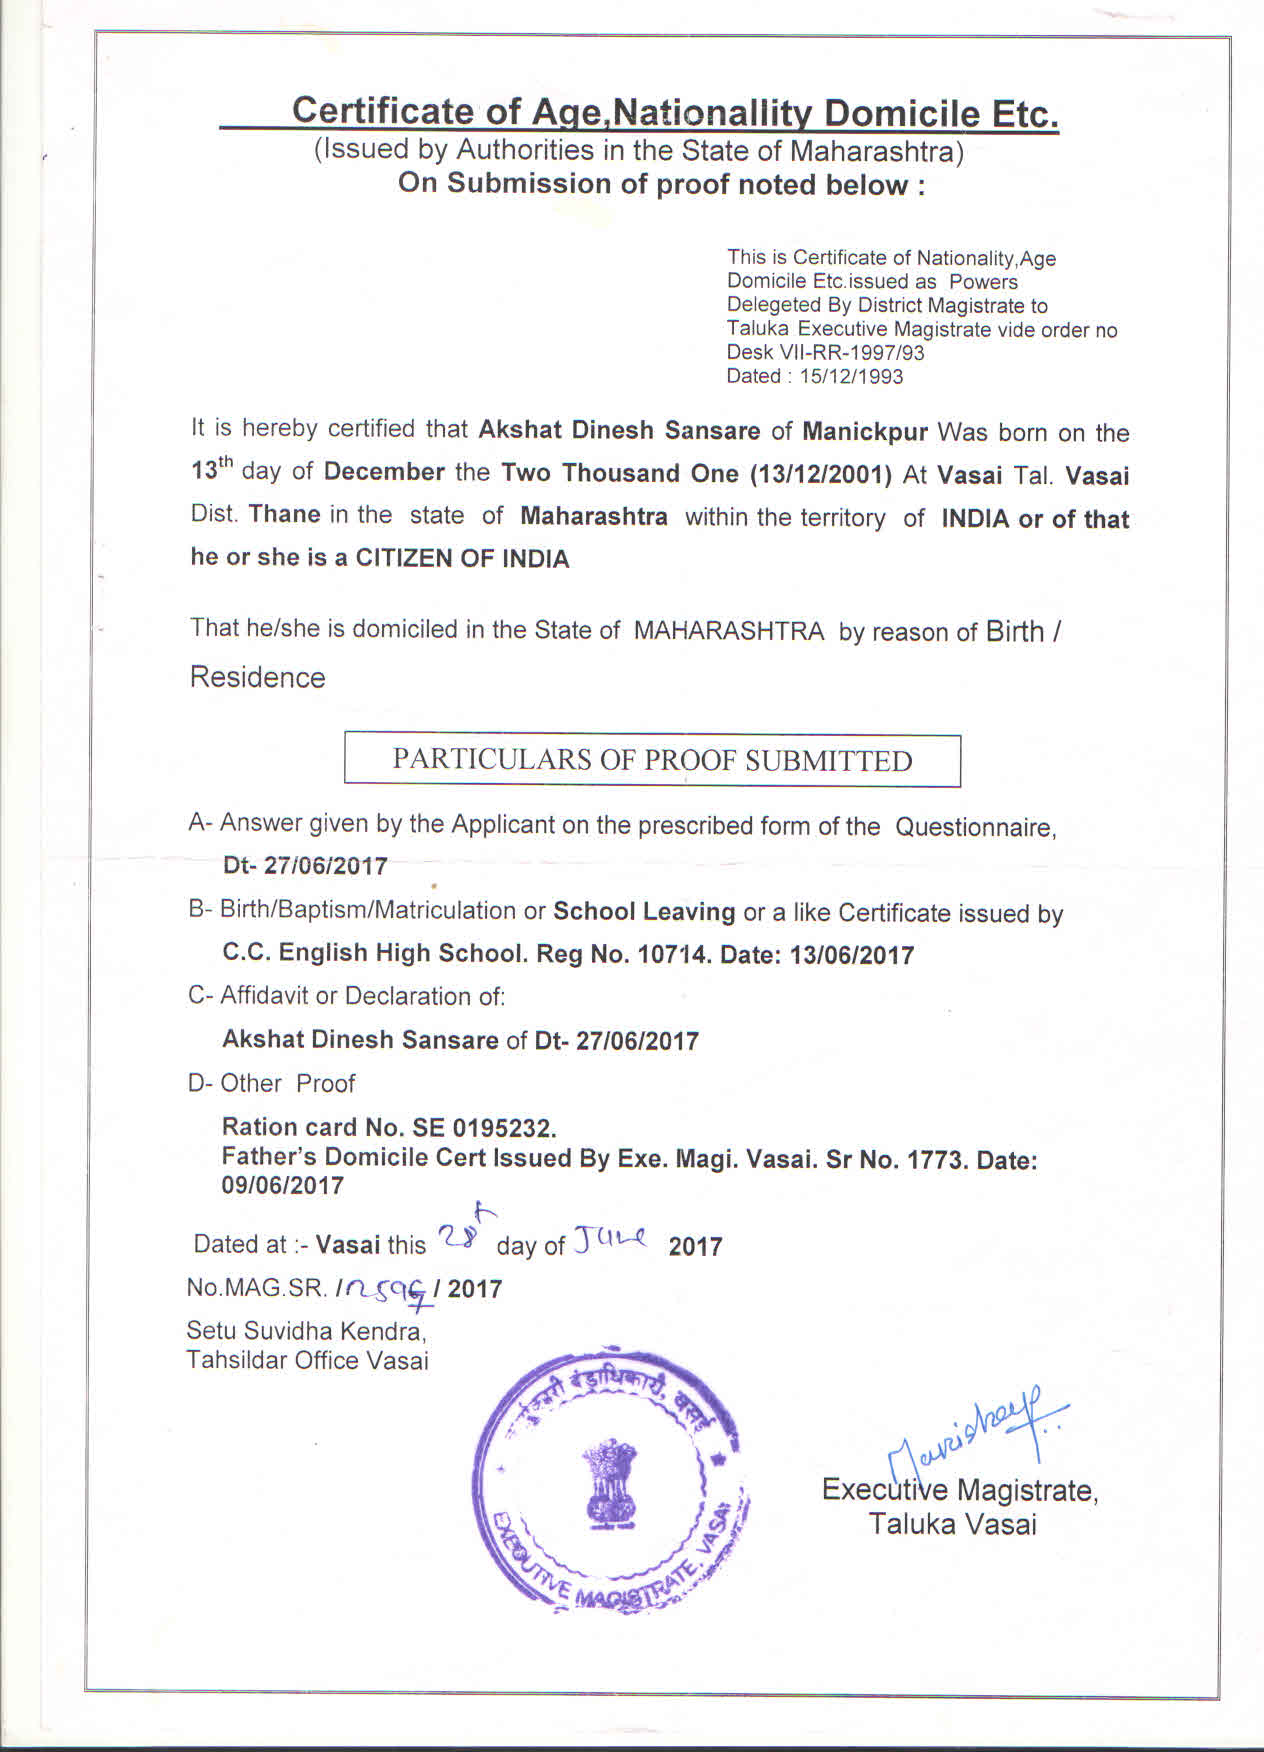 Certificate of Age,Nationallity Domicile Etc.
(Issued by Authorities in the State of Maharashtra)
On Submission of proof noted below :
This is Certificate of Nationality,Age
Domicile Etc.issued as Powers
Delegeted By District Magistrate to
Taluka Executive Magistrate vide order no
Desk VII-RR-1997/93
Dated : 15/12/1993
It is hereby certified that Akshat Dinesh Sansare of Manickpur Was born on the
13th day of December the Two Thousand One (13/12/2001) At Vasai Tal. Vasai
Dist. Thane in the state of Maharashtra within the territory of INDIA or of that
he or she is a CITIZEN OF INDIA
That he/she is domiciled in the State of MAHARASHTRA by reason of Birth /
Residence
PARTICULARS OF PROOF SUBMITTED
A- Answer given by the Applicant on the prescribed form of the Questionnaire,
Dt- 27/06/2017
B- Birth/Baptism/Matriculation or School Leaving or a like Certificate issued by
C.C. English High School. Reg No. 10714. Date: 13/06/2017
C- Affidavit or Declaration of:
Akshat Dinesh Sansare of Dt- 27/06/2017
D- Other Proof
Ration card No. SE 0195232.
Father's Domicile Cert Issued By Exe. Magi. Vasai. Sr No. 1773. Date:
09/06/2017
Dated at :- Vasai this 28 day of June 2017
No.MAG.SR. / / 2017
Setu Suvidha Kendra,
Tahsildar Office Vasai
दंडाधिकारी, वसई
EXECUTIVE MAGISTRATE, VASAI
Executive Magistrate,
Taluka Vasai